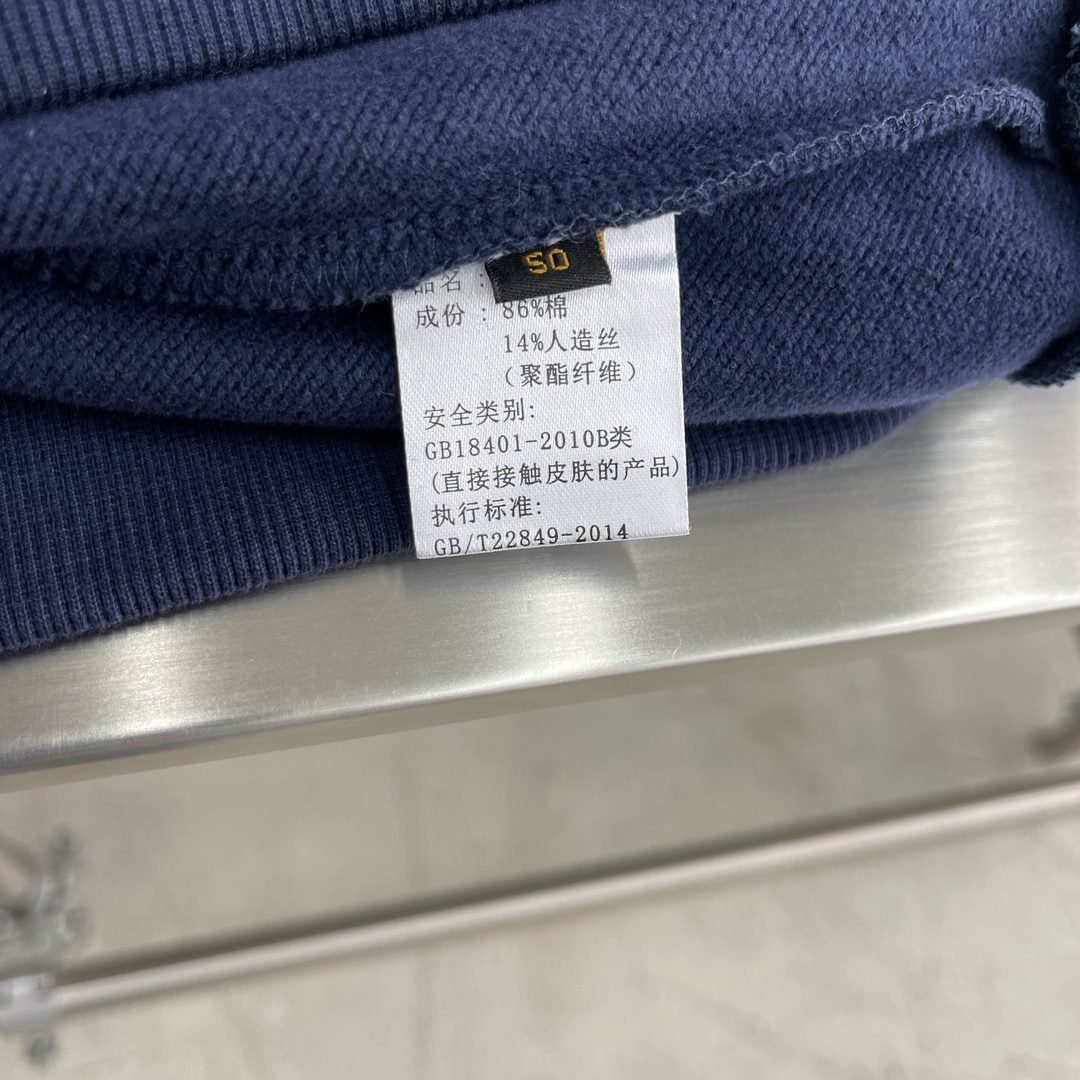 50
品名：
成份：86%棉
14%人造丝
（聚酯纤维）
安全类别:
GB18401-2010B类
(直接接触皮肤的产品)
执行标准:
GB/T22849-2014